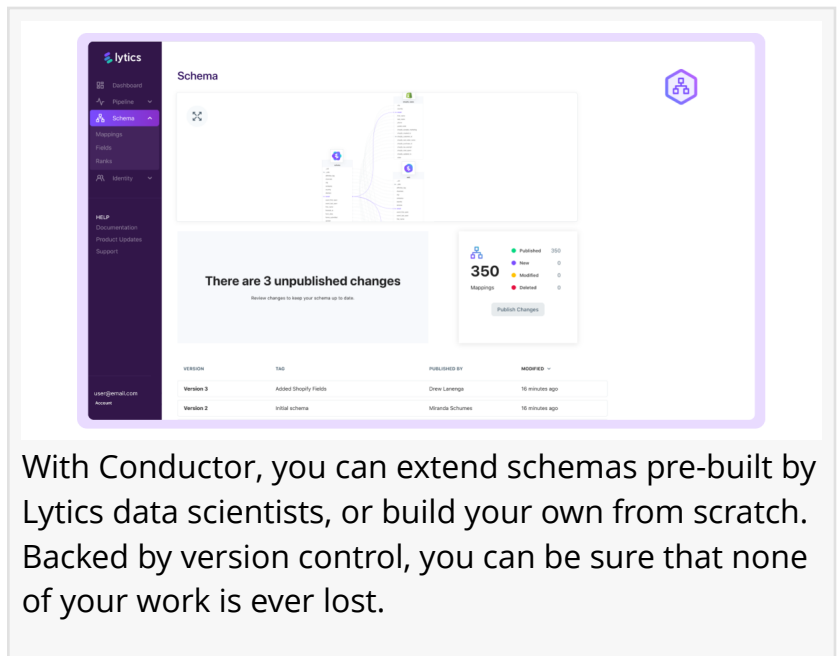 lytics
Schema
Dashboard
Pipeline
Schema
Mappings
Fields
Ranks
Identity
HELP
Documentation
Product Updates
Support
user@email.com
Account
There are 3 unpublished changes
Review changes to keep your schema up to date.
350
Mappings
Published 350
New 0
Modified 0
Deleted 0
Publish Changes
VERSION TAG PUBLISHED BY MODIFIED
Version 3 Added Shopify Fields Drew Lanenga 16 minutes ago
Version 2 Initial schema Miranda Schumes 16 minutes ago
With Conductor, you can extend schemas pre-built by
Lytics data scientists, or build your own from scratch.
Backed by version control, you can be sure that none
of your work is ever lost.